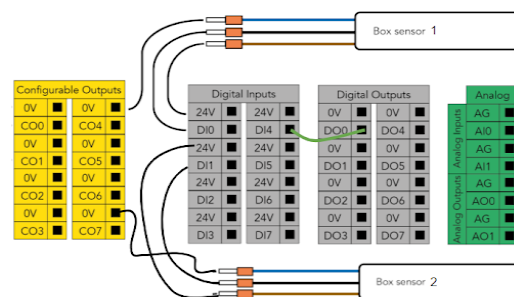 Box sensor 1
Configurable Outputs
0V 0V
CO0 CO4
0V 0V
CO1 CO5
0V 0V
CO2 CO6
0V 0V
CO3 CO7
Digital Inputs
24V 24V
DI0 DI4
24V 24V
DI1 DI5
24V 24V
DI2 DI6
24V 24V
DI3 DI7
Digital Outputs
0V 0V
DO0 DO4
0V 0V
DO1 DO5
0V 0V
DO2 DO6
0V 0V
DO3 DO7
Analog
Analog Inputs
AG
AI0
AG
AI1
Analog Outputs
AG
AO0
AG
AO1
Box sensor 2